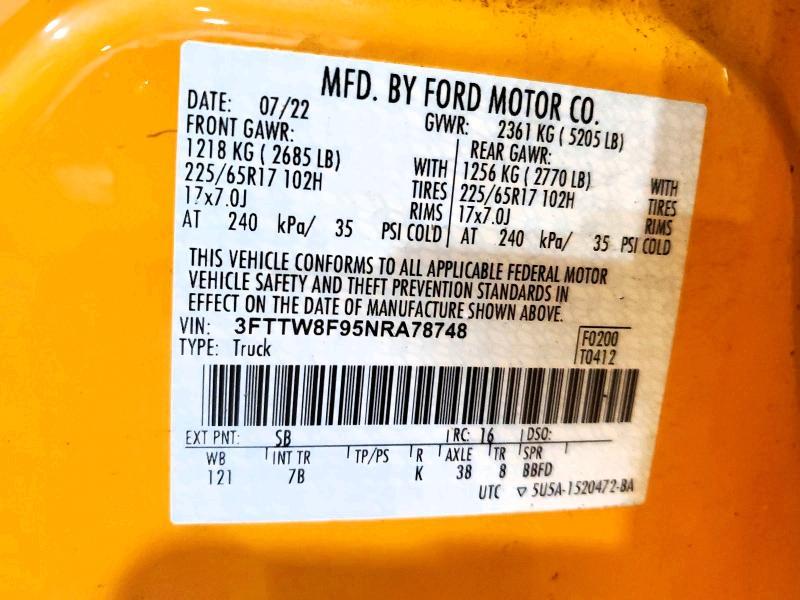 MFD. BY FORD MOTOR CO.
DATE: 07/22 GVWR: 2361 KG ( 5205 LB)
FRONT GAWR: REAR GAWR:
1218 KG ( 2685 LB) WITH 1256 KG ( 2770 LB) WITH
225/65R17 102H TIRES 225/65R17 102H TIRES
17x7.0J RIMS 17x7.0J RIMS
AT 240 kPa/ 35 PSI COLD AT 240 kPa/ 35 PSI COLD
THIS VEHICLE CONFORMS TO ALL APPLICABLE FEDERAL MOTOR
VEHICLE SAFETY AND THEFT PREVENTION STANDARDS IN
EFFECT ON THE DATE OF MANUFACTURE SHOWN ABOVE.
VIN: 3FTTW8F95NRA78748 F0200
TYPE: Truck T0412
EXT PNT: SB RC: 16 DSO:
WB INT TR TP/PS R AXLE TR SPR
121 7B K 38 8 BBFD
UTC ▽ 5U5A-1520472-BA